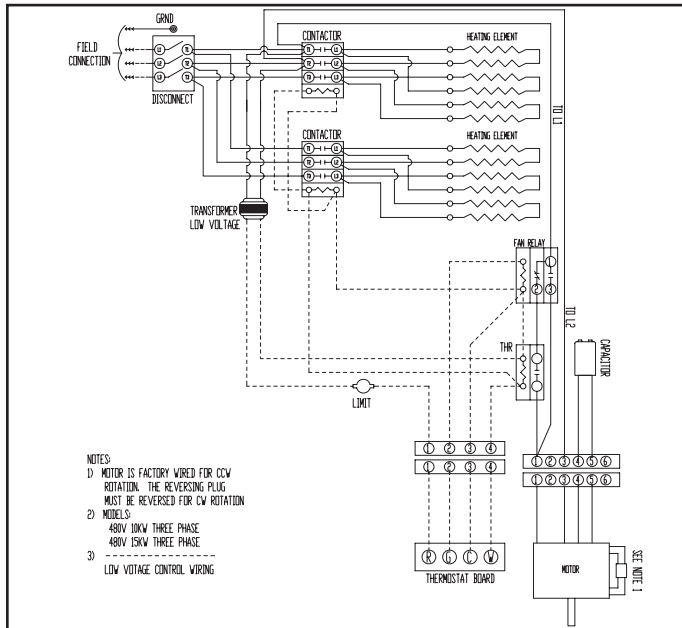 GRND
FIELD
CONNECTION
L1 T1
L2 T2
L3 T3
DISCONNECT
CONTACTOR
T1 L1
T2 L2
T3 L3
HEATING ELEMENT
TO L1
CONTACTOR
T1 L1
T2 L2
T3 L3
HEATING ELEMENT
TRANSFORMER
LOW VOLTAGE
FAN RELAY
1
2 3
TO L2
THR
CAPACITOR
LIMIT
1 2 3 4
1 2 3 4
1 2 3 4 5 6
1 2 3 4 5 6
R G C W
THERMOSTAT BOARD
MOTOR
SEE NOTE 1
NOTES:
1) MOTOR IS FACTORY WIRED FOR CCW
ROTATION. THE REVERSING PLUG
MUST BE REVERSED FOR CW ROTATION
2) MODELS:
480V 10KW THREE PHASE
480V 15KW THREE PHASE
3) ------------
LOW VOTAGE CONTROL WIRING